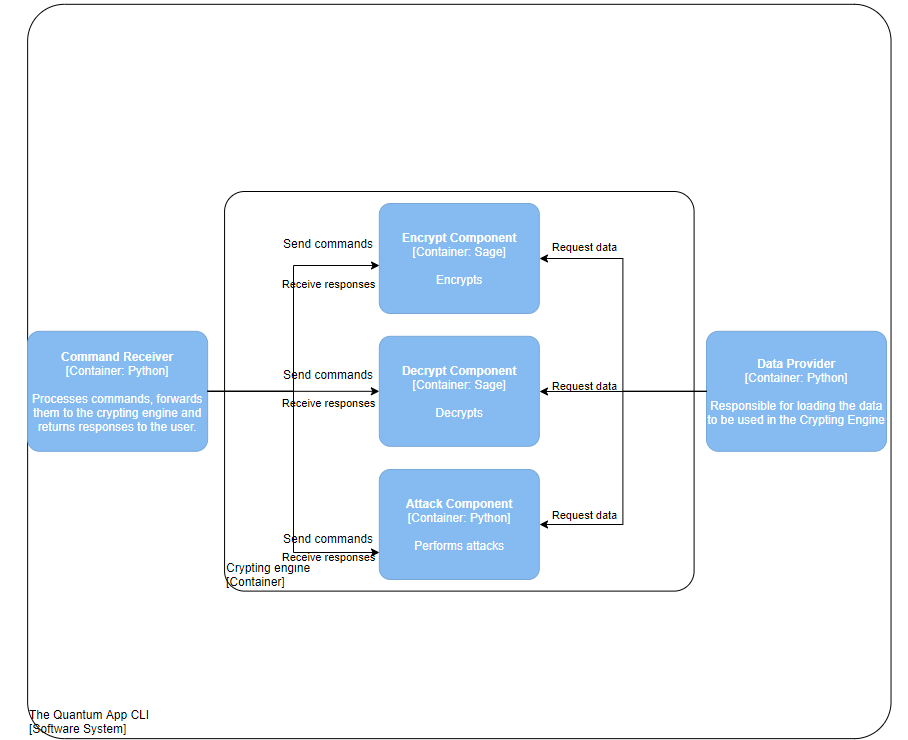 Encrypt Component
[Container: Sage]
Encrypts
Send commands
Receive responses
Request data
Command Receiver
[Container: Python]
Processes commands, forwards
them to the crypting engine and
returns responses to the user.
Send commands
Receive responses
Decrypt Component
[Container: Sage]
Decrypts
Request data
Data Provider
[Container: Python]
Responsible for loading the data
to be used in the Crypting Engine
Send commands
Receive responses
Attack Component
[Container: Python]
Performs attacks
Request data
Crypting engine
[Container]
The Quantum App CLI
[Software System]